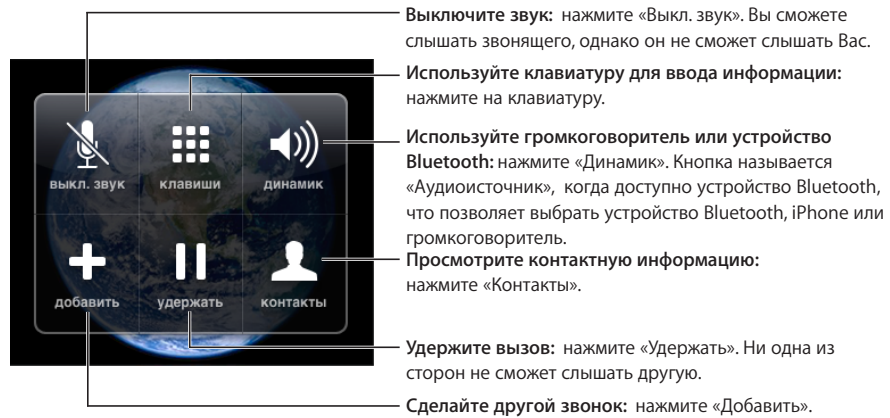 Выключите звук: нажмите «Выкл. звук». Вы сможете
слышать звонящего, однако он не сможет слышать Вас.
Используйте клавиатуру для ввода информации:
нажмите на клавиатуру.
Используйте громкоговоритель или устройство
Bluetooth: нажмите «Динамик». Кнопка называется
«Аудиоисточник», когда доступно устройство Bluetooth,
что позволяет выбрать устройство Bluetooth, iPhone или
громкоговоритель.
Просмотрите контактную информацию:
нажмите «Контакты».
Удержите вызов: нажмите «Удержать». Ни одна из
сторон не сможет слышать другую.
Сделайте другой звонок: нажмите «Добавить».
выкл. звук клавиши динамик
добавить удержать контакты